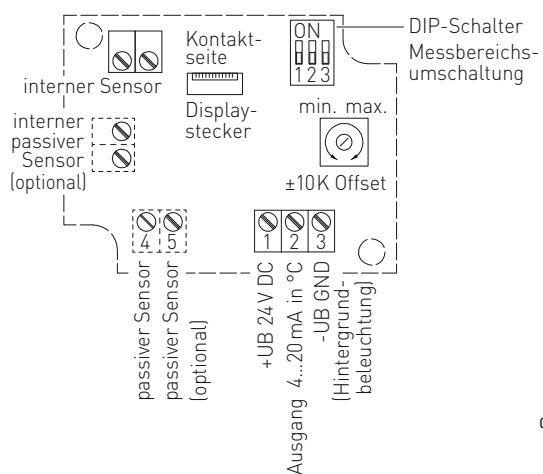 ON
1 2 3
DIP-Schalter
Messbereichs-
umschaltung
Kontakt-
seite
interner Sensor
Display-
stecker
min. max.
±10K Offset
interner
passiver
Sensor
(optional)
4 5
1 2 3
passiver Sensor
passiver Sensor
(optional)
+UB 24V DC
Ausgang 4...20mA in °C
-UB GND
(Hintergrund-
beleuchtung)